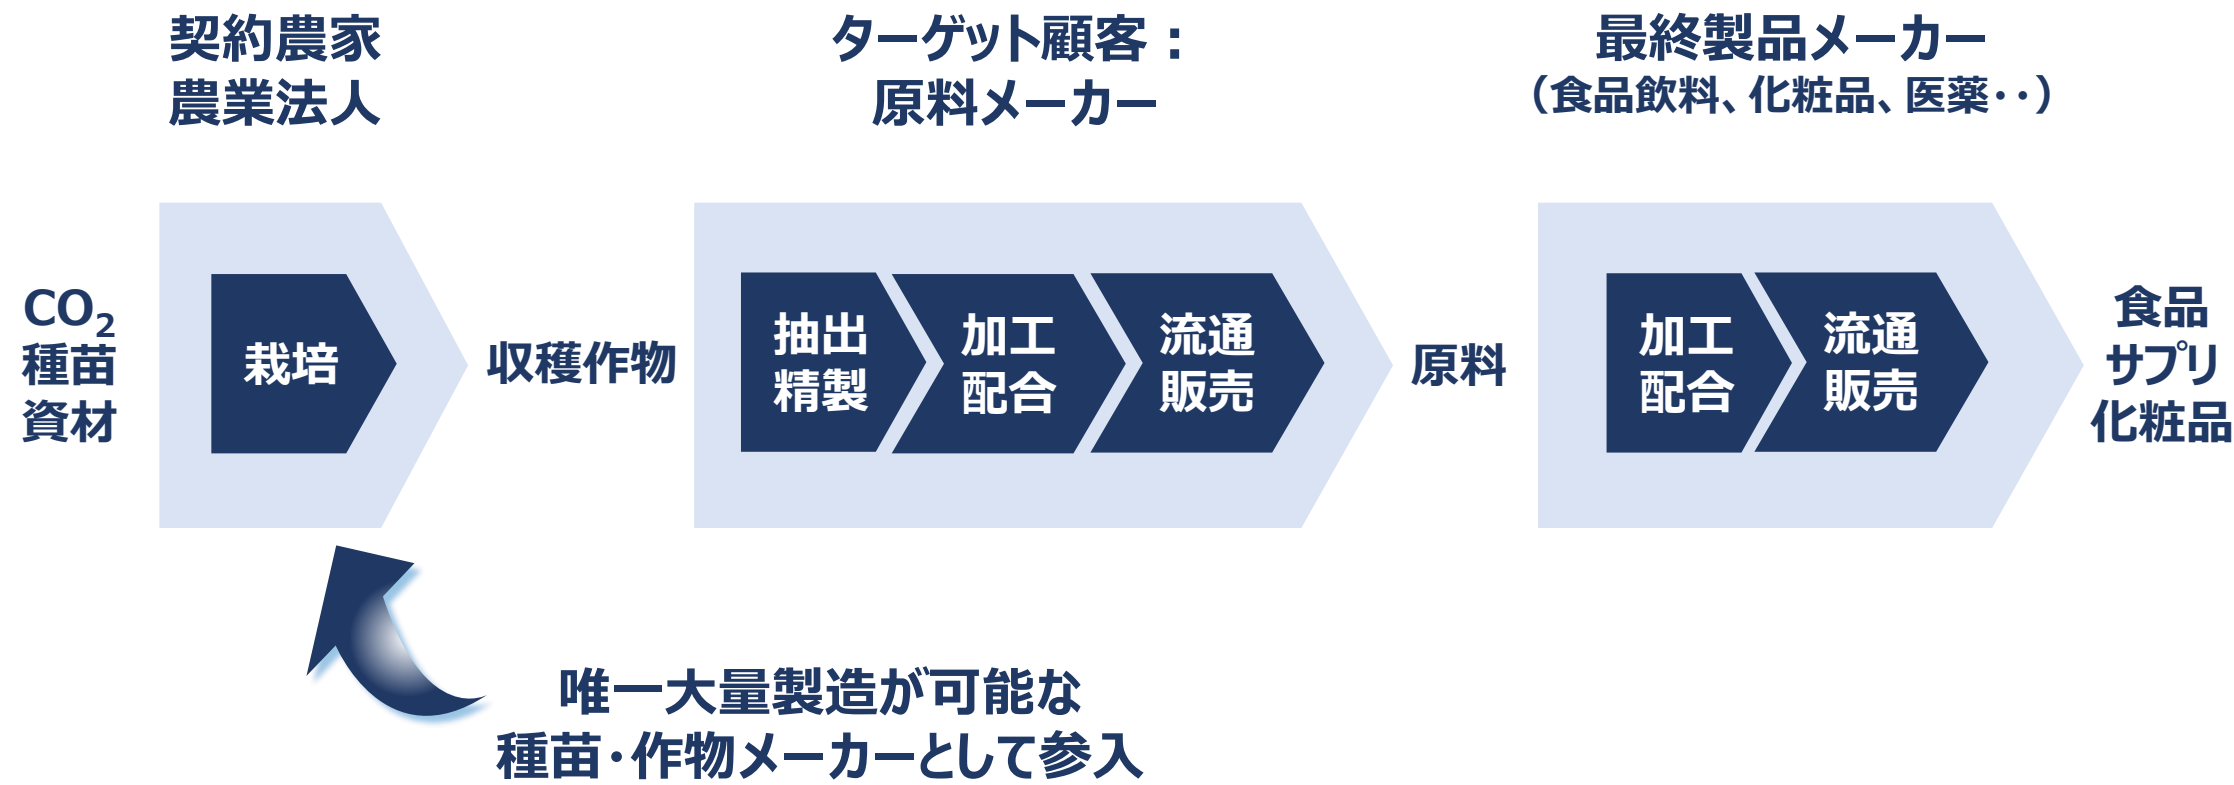 契約農家
農業法人
ターゲット顧客：
原料メーカー
最終製品メーカー
（食品飲料、化粧品、医薬・・）
CO₂
種苗
資材
栽培
収穫作物
抽出
精製
加工
配合
流通
販売
原料
加工
配合
流通
販売
食品
サプリ
化粧品
唯一大量製造が可能な
種苗・作物メーカーとして参入